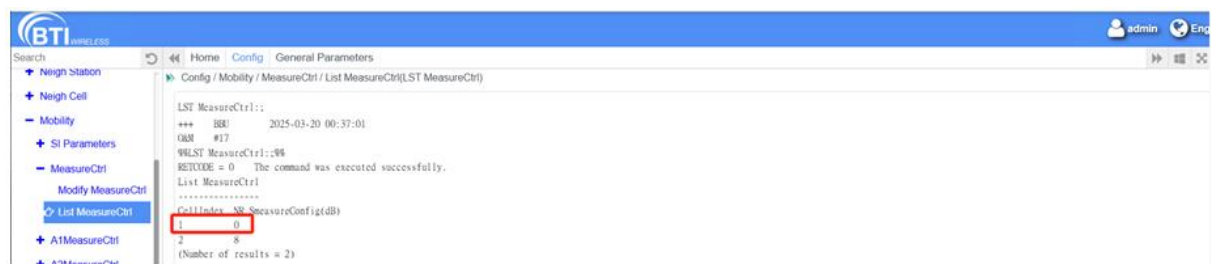 BTI WIRELESS
admin Eng
Search Home Config General Parameters
Neigh Station
Config / Mobility / MeasureCtrl / List MeasureCtrl(LST MeasureCtrl)
Neigh Cell
Mobility
SI Parameters
MeasureCtrl
Modify MeasureCtrl
List MeasureCtrl
A1MeasureCtrl
A2MeasureCtrl
LST MeasureCtrl:;
+++ BBU 2025-03-20 00:37:01
O&M #17
%%LST MeasureCtrl:;%%
RETCODE = 0 The command was executed successfully.
List MeasureCtrl
----------------
CellIndex NR SmeasureConfig(dB)
1 0
2 8
(Number of results = 2)